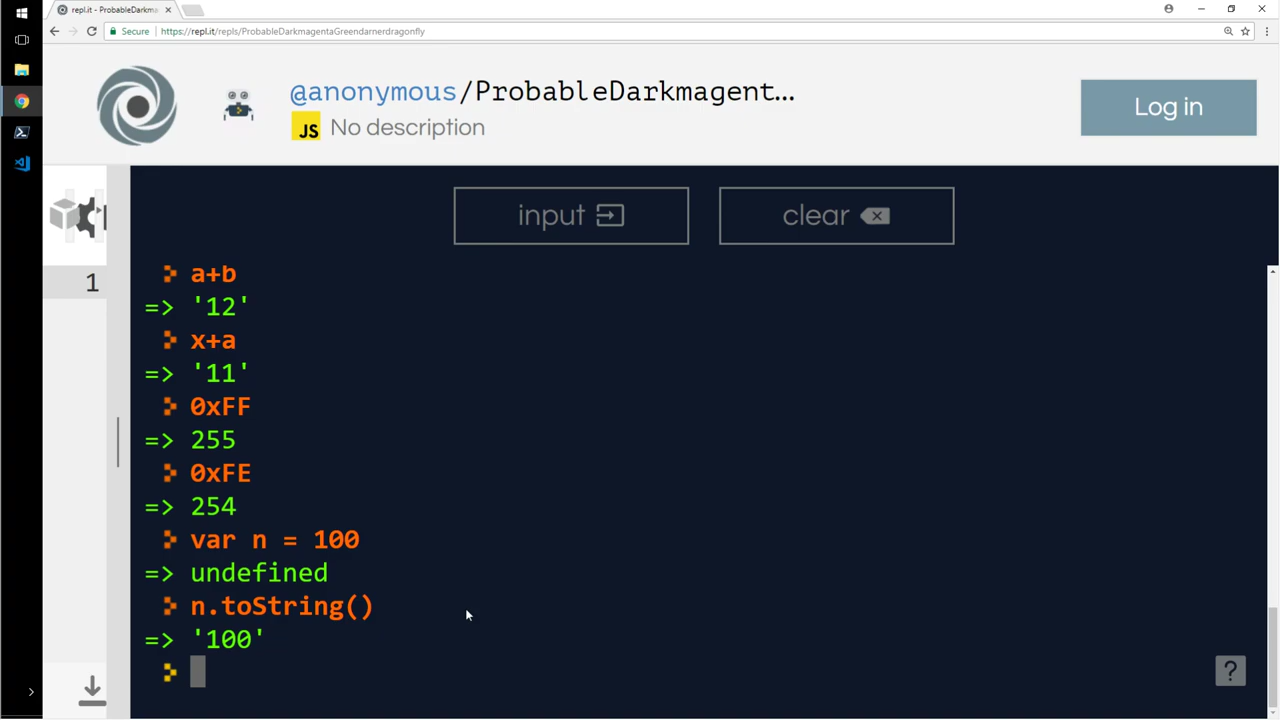 repl.it - ProbableDarkmag
Secure https://repl.it/repls/ProbableDarkmagentaGreendarnerdragonfly
@anonymous/ProbableDarkmagent...
JS No description
Log in
input
clear
1
a+b
=> '12'
x+a
=> '11'
0xFF
=> 255
0xFE
=> 254
var n = 100
=> undefined
n.toString()
=> '100'
?